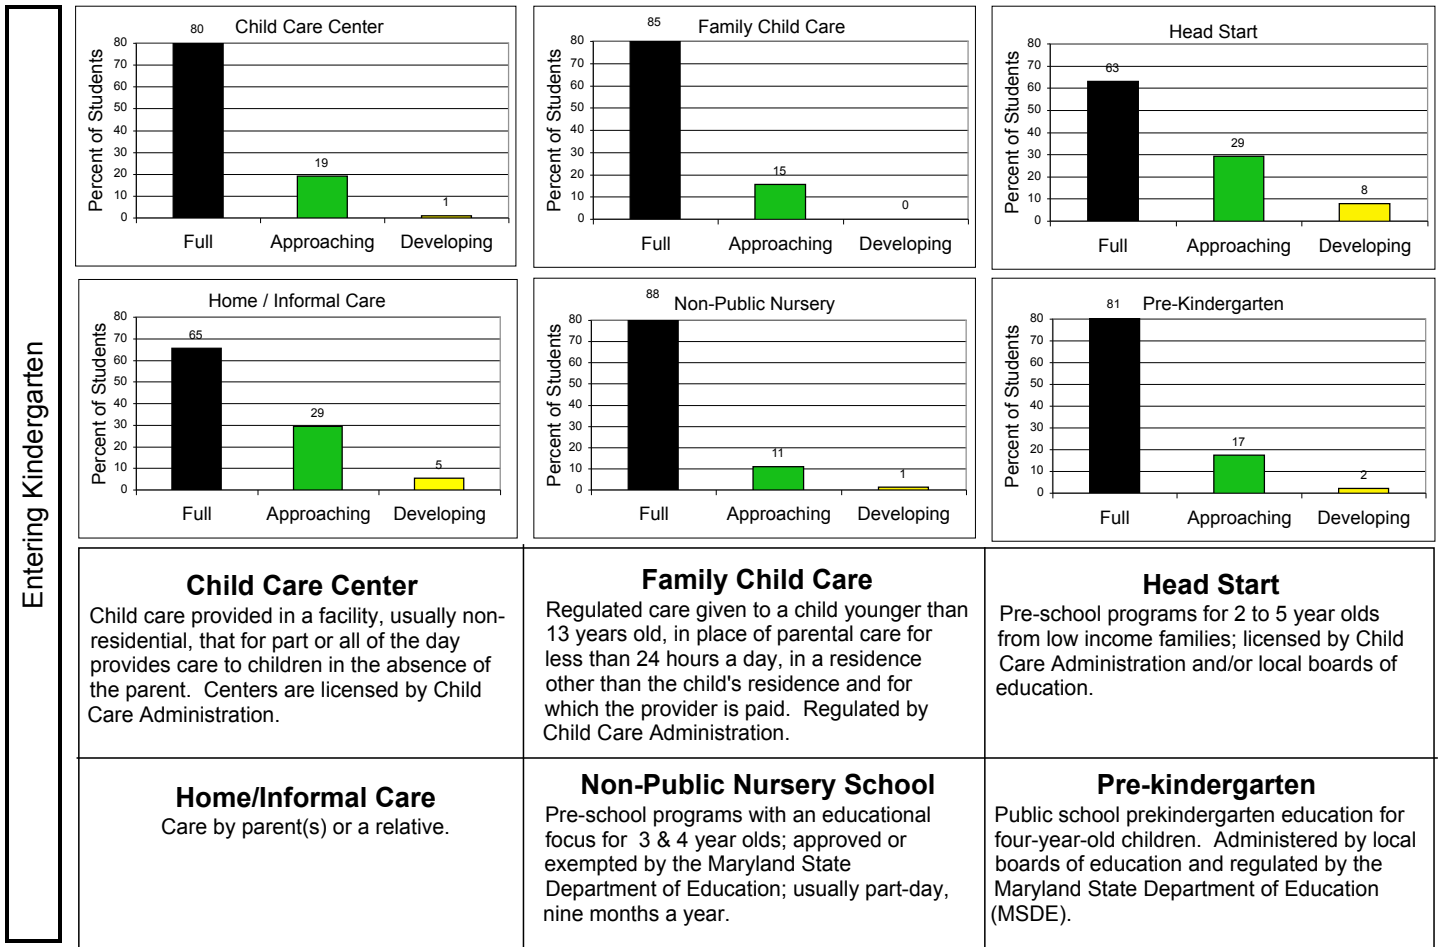 Entering Kindergarten
Child Care Center
Percent of Students
80
70
60
50
40
30
20
10
0
80
19
1
Full Approaching Developing
Family Child Care
Percent of Students
80
70
60
50
40
30
20
10
0
85
15
0
Full Approaching Developing
Head Start
Percent of Students
80
70
60
50
40
30
20
10
0
63
29
8
Full Approaching Developing
Home / Informal Care
Percent of Students
80
70
60
50
40
30
20
10
0
65
29
5
Full Approaching Developing
Non-Public Nursery
Percent of Students
80
70
60
50
40
30
20
10
0
88
11
1
Full Approaching Developing
Pre-Kindergarten
Percent of Students
80
70
60
50
40
30
20
10
0
81
17
2
Full Approaching Developing
Child Care Center
Child care provided in a facility, usually non-
residential, that for part or all of the day
provides care to children in the absence of
the parent. Centers are licensed by Child
Care Administration.
Family Child Care
Regulated care given to a child younger than
13 years old, in place of parental care for
less than 24 hours a day, in a residence
other than the child's residence and for
which the provider is paid. Regulated by
Child Care Administration.
Head Start
Pre-school programs for 2 to 5 year olds
from low income families; licensed by Child
Care Administration and/or local boards of
education.
Home/Informal Care
Care by parent(s) or a relative.
Non-Public Nursery School
Pre-school programs with an educational
focus for 3 & 4 year olds; approved or
exempted by the Maryland State
Department of Education; usually part-day,
nine months a year.
Pre-kindergarten
Public school prekindergarten education for
four-year-old children. Administered by local
boards of education and regulated by the
Maryland State Department of Education
(MSDE).